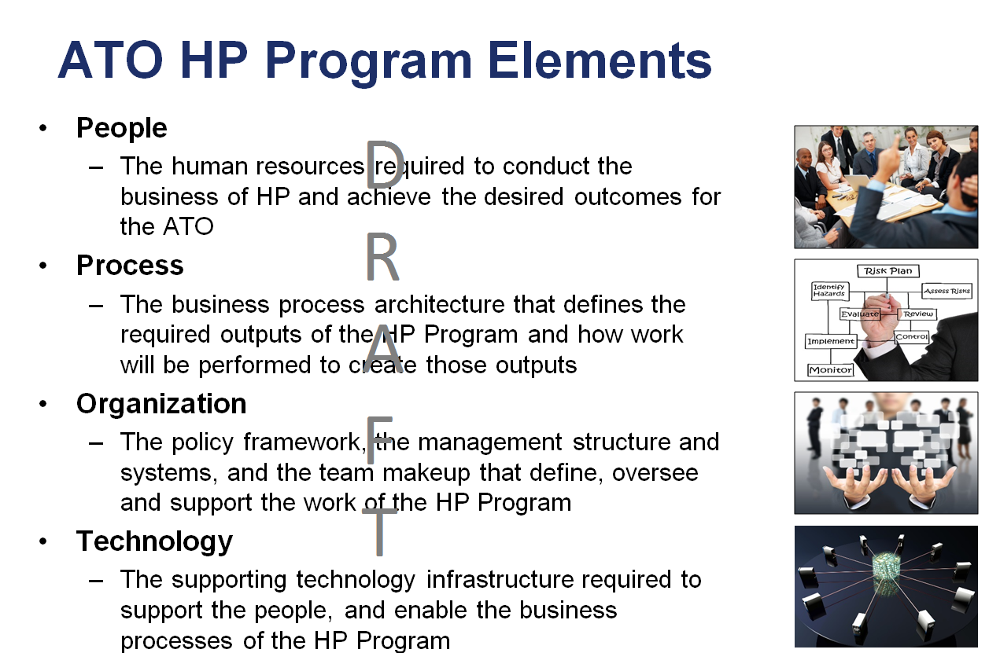 ATO HP Program Elements
• People
– The human resources required to conduct the
business of HP and achieve the desired outcomes for
the ATO
• Process
– The business process architecture that defines the
required outputs of the HP Program and how work
will be performed to create those outputs
• Organization
– The policy framework, the management structure and
systems, and the team makeup that define, oversee
and support the work of the HP Program
• Technology
– The supporting technology infrastructure required to
support the people, and enable the business
processes of the HP Program
D
R
A
F
T
Risk Plan
Identify
Hazards
Assess Risks
Evaluate
Review
Implement
Control
Monitor